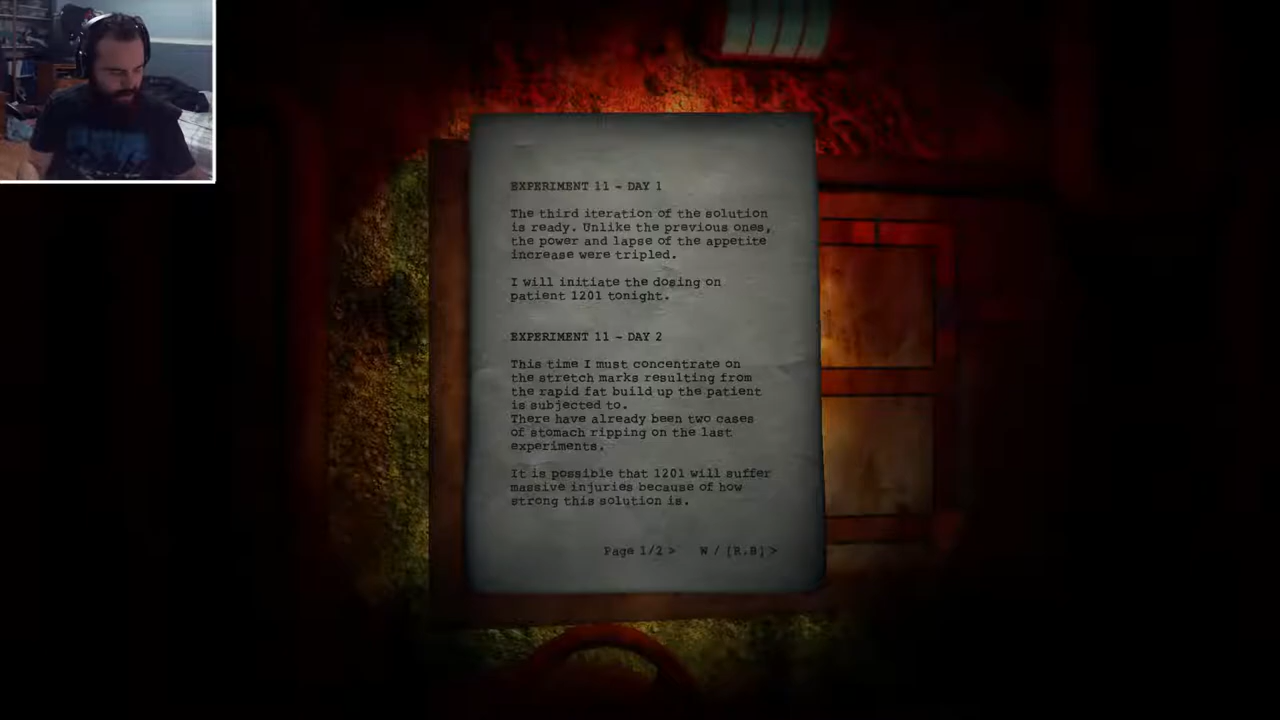 EXPERIMENT 11 - DAY 1
The third iteration of the solution
is ready. Unlike the previous ones,
the power and lapse of the appetite
increase were tripled.
I will initiate the dosing on
patient 1201 tonight.
EXPERIMENT 11 - DAY 2
This time I must concentrate on
the stretch marks resulting from
the rapid fat build up the patient
is subjected to.
There have already been two cases
of stomach ripping on the last
experiments.
It is possible that 1201 will suffer
massive injuries because of how
strong this solution is.
Page 1/2 > W / [R.B] >